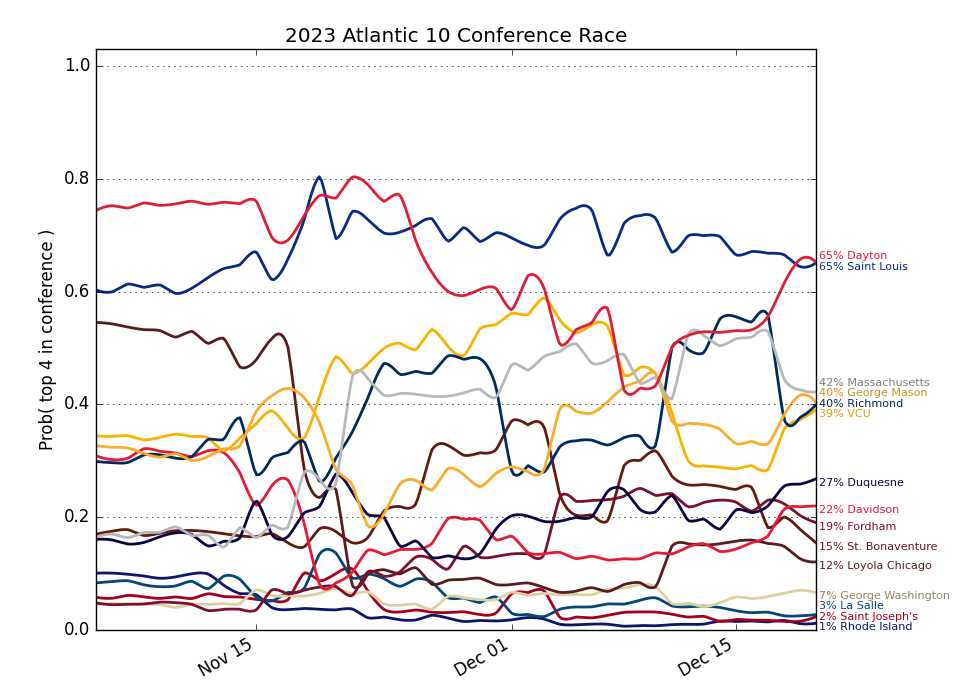 2023 Atlantic 10 Conference Race
Prob( top 4 in conference )
1.0
0.8
0.6
0.4
0.2
0.0
Nov 15
Dec 01
Dec 15
65% Dayton
65% Saint Louis
42% Massachusetts
40% George Mason
40% Richmond
39% VCU
27% Duquesne
22% Davidson
19% Fordham
15% St. Bonaventure
12% Loyola Chicago
7% George Washington
3% La Salle
2% Saint Joseph's
1% Rhode Island